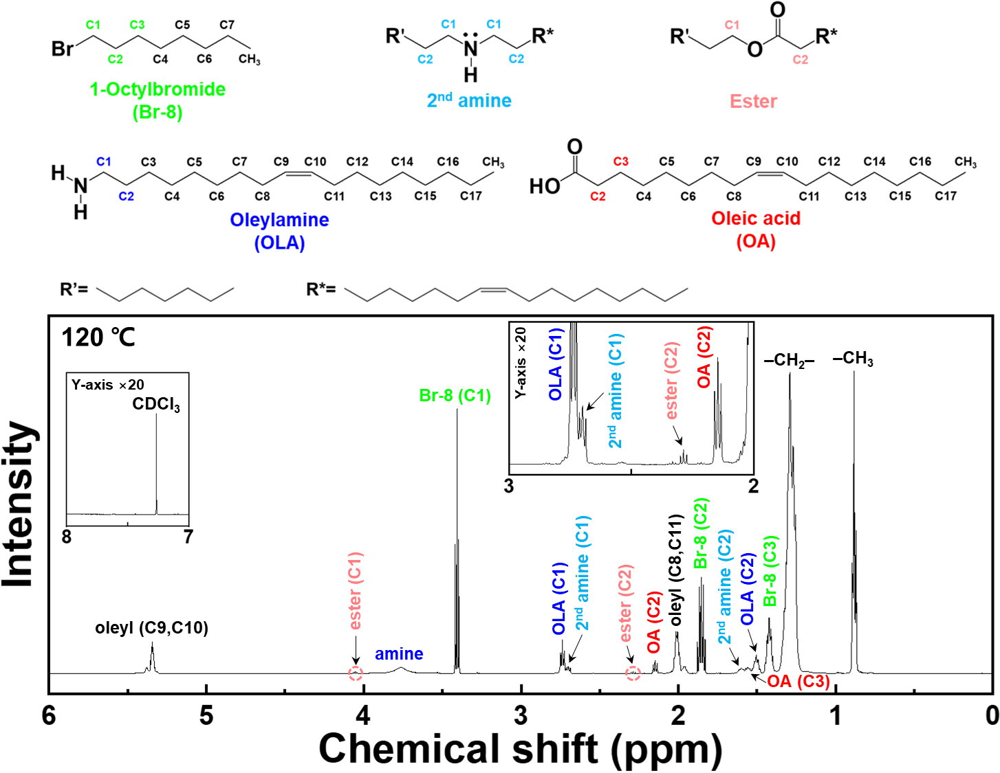 C1 C3 C5 C7
Br
C2 C4 C6 CH₃
1-Octylbromide
(Br-8)
C1 C1
R' N R*
C2 H C2
2ⁿᵈ amine
O
C1
R' R*
O
C2
Ester
H C1 C3 C5 C7 C9 C10 C12 C14 C16 CH₃
N
H C2 C4 C6 C8 C11 C13 C15 C17
Oleylamine
(OLA)
O
C3 C5 C7 C9 C10 C12 C14 C16 CH₃
HO
C2 C4 C6 C8 C11 C13 C15 C17
Oleic acid
(OA)
R'=
R*=
120 ℃
Y-axis ×20
CDCl₃
8 7
Y-axis ×20
OLA (C1)
2ⁿᵈ amine (C1)
ester (C2)
OA (C2)
3 2
oleyl (C9,C10)
ester (C1)
amine
Br-8 (C1)
OLA (C1)
2ⁿᵈ amine (C1)
ester (C2)
OA (C2)
oleyl (C8,C11)
Br-8 (C2)
2ⁿᵈ amine (C2)
OLA (C2)
OA (C3)
Br-8 (C3)
–CH₂–
–CH₃
Intensity
6 5 4 3 2 1 0
Chemical shift (ppm)